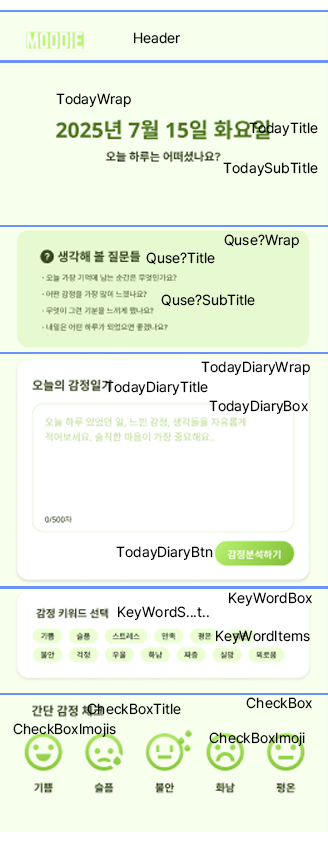 MOODIE
Header
TodayWrap
2025년 7월 15일 화요일
TodayTitle
오늘 하루는 어떠셨나요?
TodaySubTitle
Quse?Wrap
? 생각해 볼 질문들
Quse?Title
· 오늘 가장 기억에 남는 순간은 무엇인가요?
· 어떤 감정을 가장 많이 느꼈나요?
Quse?SubTitle
· 무엇이 그런 기분을 느끼게 했나요?
· 내일은 어떤 하루가 되었으면 좋겠나요?
TodayDiaryWrap
오늘의 감정일기
TodayDiaryTitle
TodayDiaryBox
오늘 하루 있었던 일, 느낀 감정, 생각들을 자유롭게
적어보세요. 솔직한 마음이 가장 중요해요..
0/500자
TodayDiaryBtn
감정분석하기
KeyWordBox
감정 키워드 선택
KeyWordS...t..
기쁨 슬픔 스트레스 만족 평온
KeyWordItems
불안 걱정 우울 화남 짜증 실망 외로움
CheckBox
간단 감정 체크
CheckBoxTitle
CheckBoxImojis
CheckBoxImoji
기쁨 슬픔 불안 화남 평온